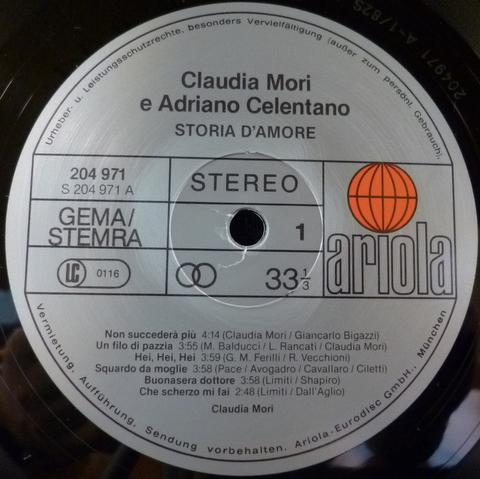 Urheber- u. Leistungsschutzrechte, besonders Vervielfältigung (außer zum persönl. Gebrauch).
204971 A-1/82S
Claudia Mori
e Adriano Celentano
STORIA D'AMORE
204 971
S 204 971 A
STEREO
GEMA/
STEMRA
1
ariola
LC 0116
33 1/3
Non succederà più 4:14 (Claudia Mori / Giancarlo Bigazzi)
Un filo di pazzia 3:55 (M. Balducci / L. Rancati / Claudia Mori)
Hei, Hei, Hei 3:59 (G. M. Ferilli / R. Vecchioni)
Squardo da moglie 3:58 (Pace / Avogadro / Cavallaro / Ciletti)
Buonasera dottore 3:58 (Limiti / Shapiro)
Che scherzo mi fai 2:48 (Limiti / Dall'Aglio)
Claudia Mori
Vermietung, Aufführung, Sendung vorbehalten. Ariola-Eurodisc GmbH., München